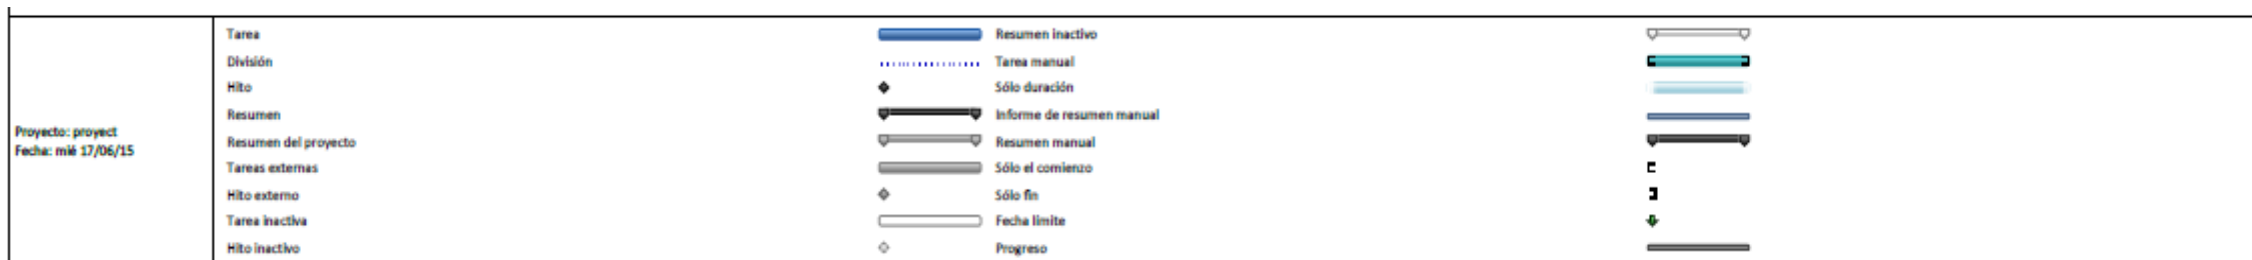 Proyecto: proyect
Fecha: mié 17/06/15
Tarea
División
Hito
Resumen
Resumen del proyecto
Tareas externas
Hito externo
Tarea inactiva
Hito inactivo
Resumen inactivo
Tarea manual
Sólo duración
Informe de resumen manual
Resumen manual
Sólo el comienzo
Sólo fin
Fecha límite
Progreso